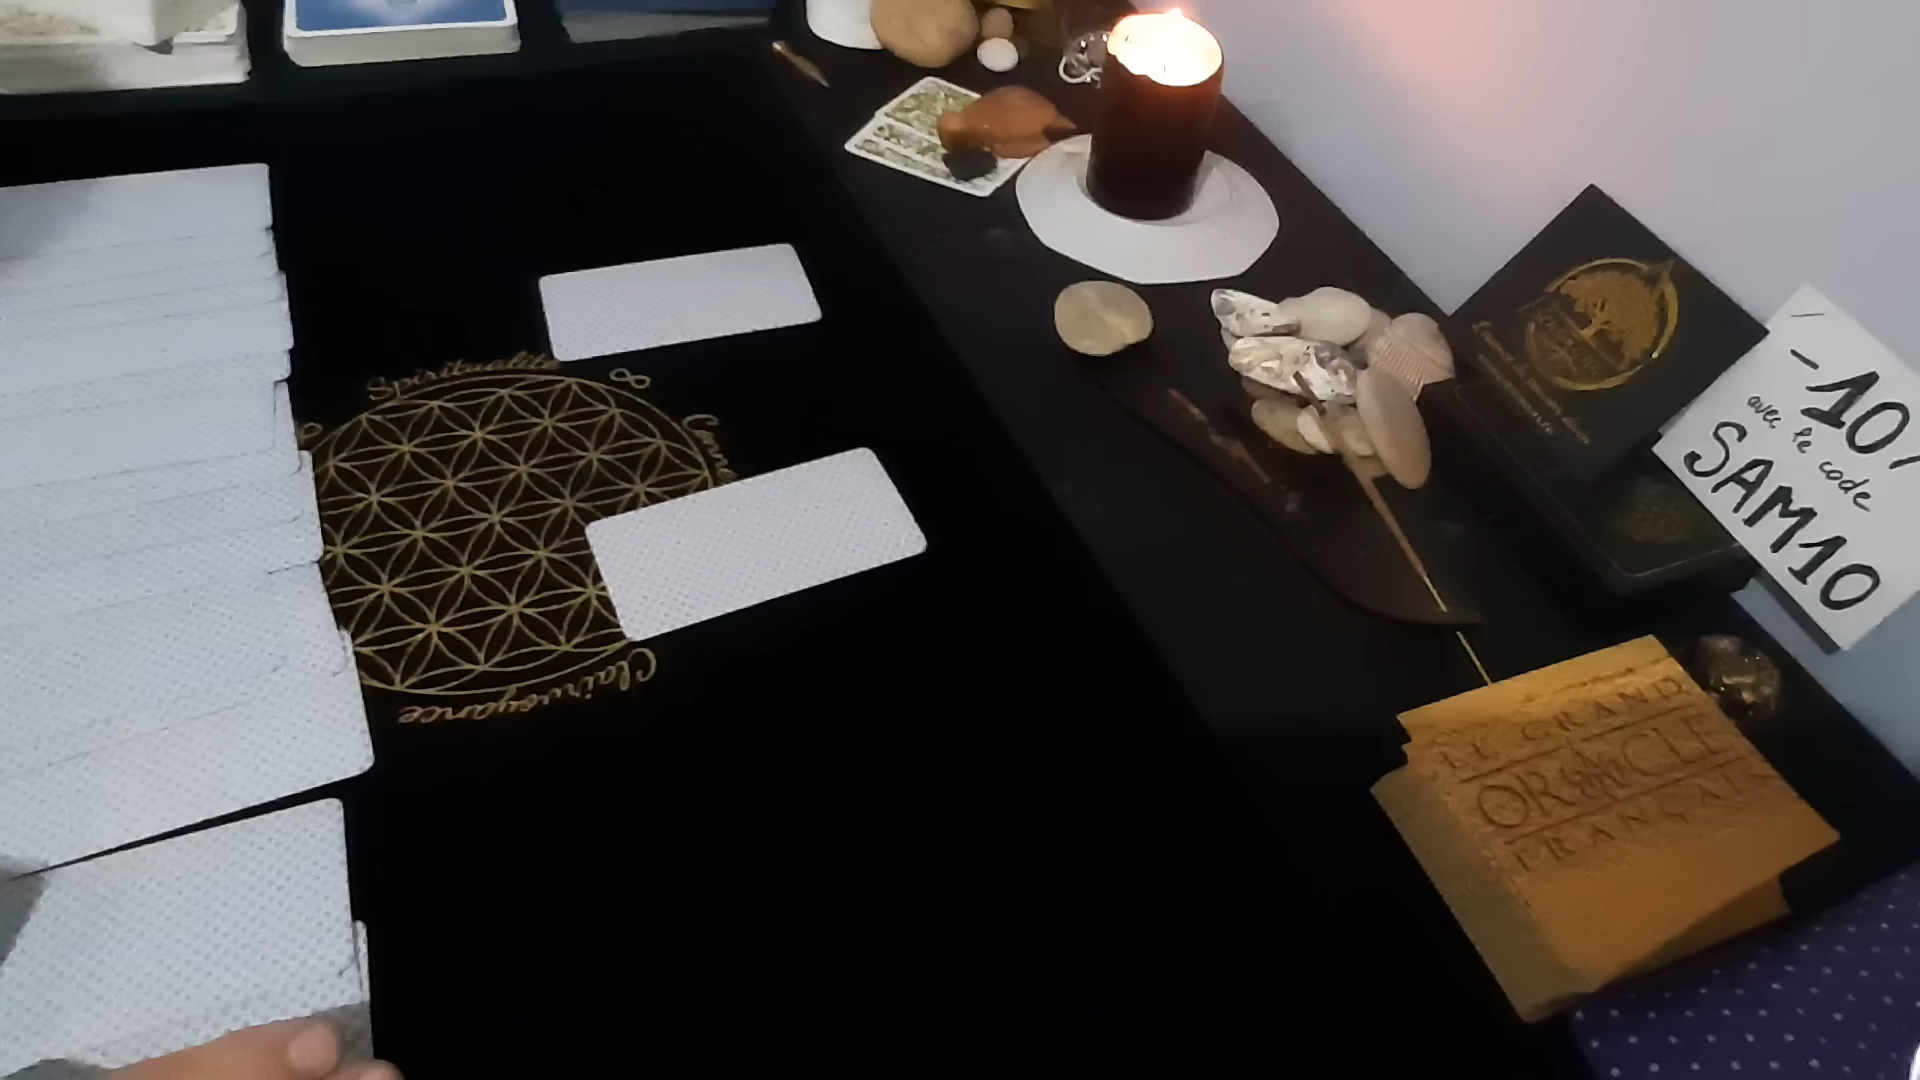 Spiritualité
Clairvoyance
-10%
avec le code
SAM10
LE GRAND
ORACLE
FRANÇAIS